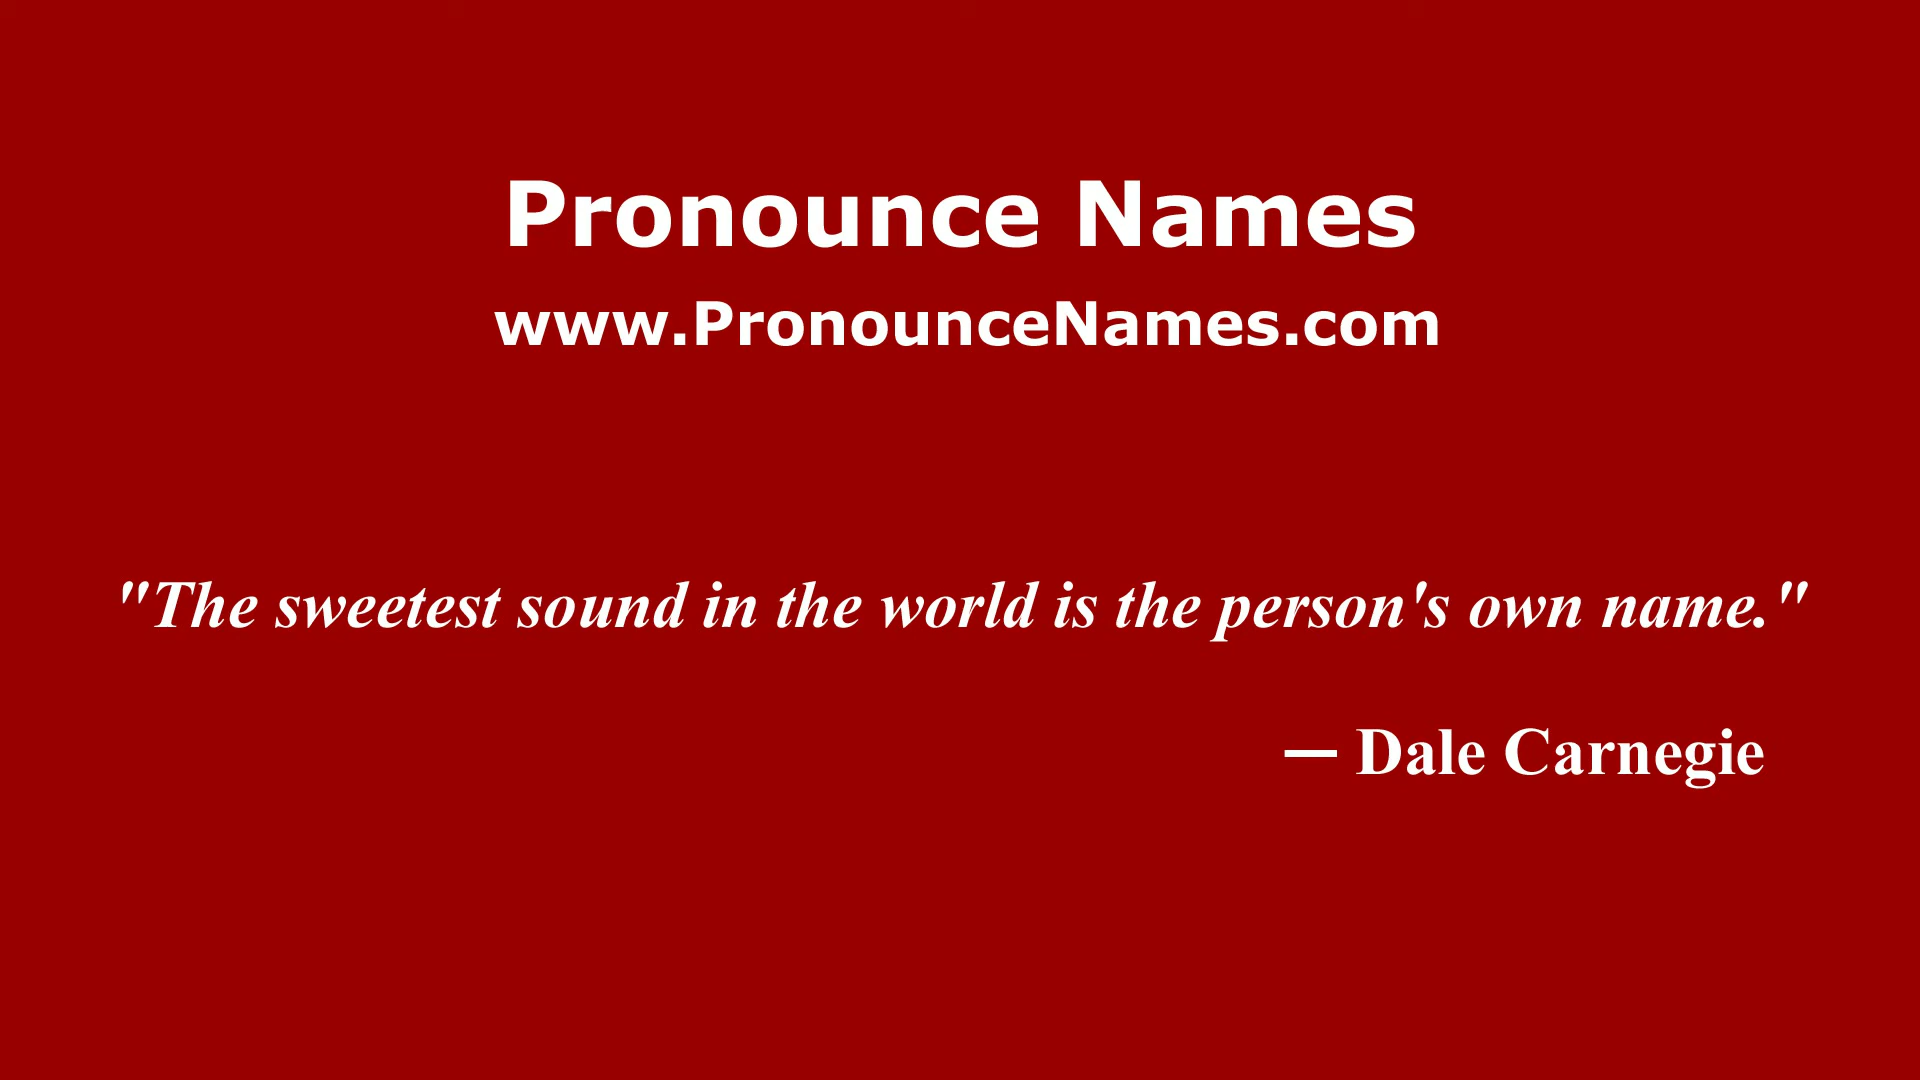 Pronounce Names
www.PronounceNames.com
"The sweetest sound in the world is the person's own name."
— Dale Carnegie